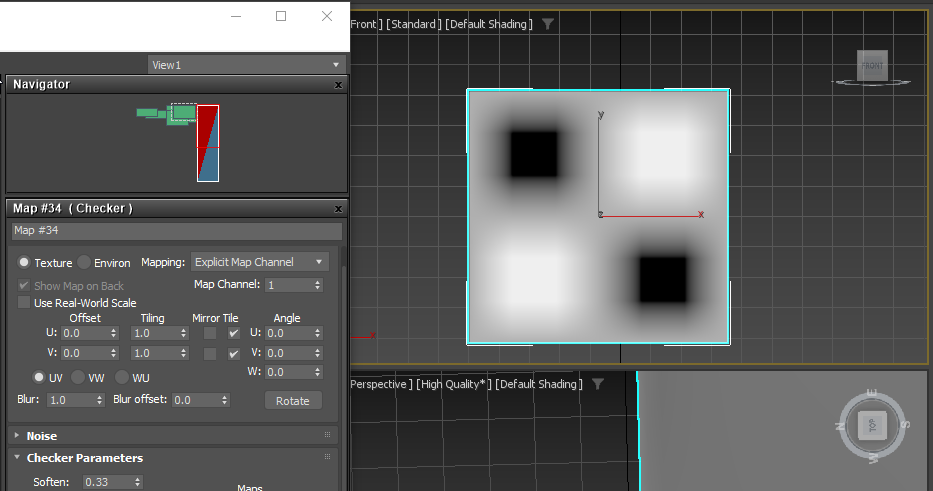 Front ] [Standard ] [Default Shading ]
View1
Navigator
FRONT
y
z
x
Map #34 ( Checker )
Map #34
Texture Environ Mapping: Explicit Map Channel
Show Map on Back Map Channel: 1
Use Real-World Scale
Offset Tiling Mirror Tile Angle
U: 0.0 1.0 U: 0.0
V: 0.0 1.0 V: 0.0
W: 0.0
x
UV VW WU
Blur: 1.0 Blur offset: 0.0 Rotate
Perspective ] [High Quality* ] [Default Shading ]
N E S W
TOP
Noise
Checker Parameters
Soften: 0.33
Maps